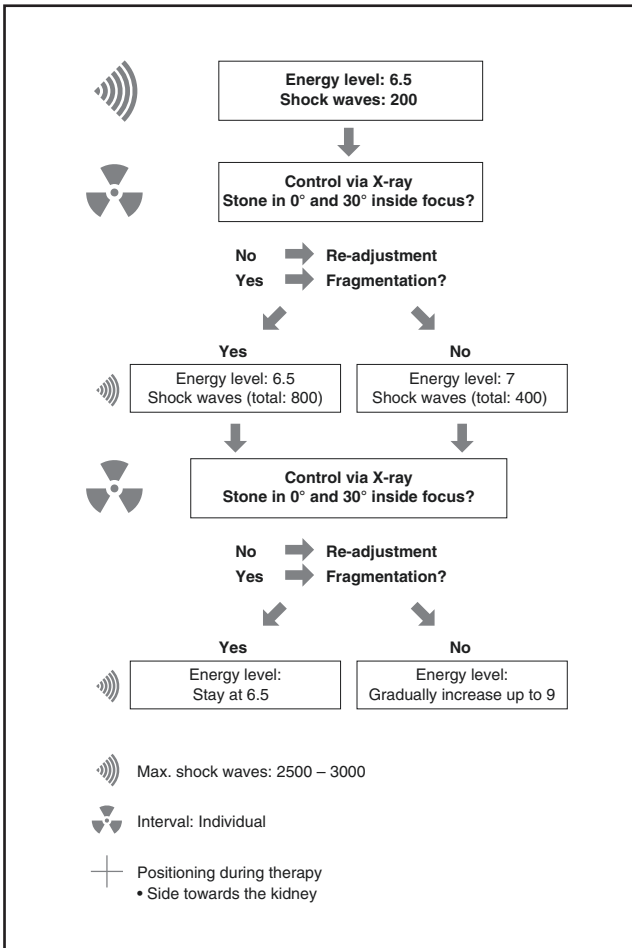 Energy level: 6.5
Shock waves: 200
Control via X-ray
Stone in 0° and 30° inside focus?
No Re-adjustment
Yes Fragmentation?
Yes No
Energy level: 6.5
Shock waves (total: 800)
Energy level: 7
Shock waves (total: 400)
Control via X-ray
Stone in 0° and 30° inside focus?
No Re-adjustment
Yes Fragmentation?
Yes No
Energy level:
Stay at 6.5
Energy level:
Gradually increase up to 9
Max. shock waves: 2500 – 3000
Interval: Individual
Positioning during therapy
• Side towards the kidney